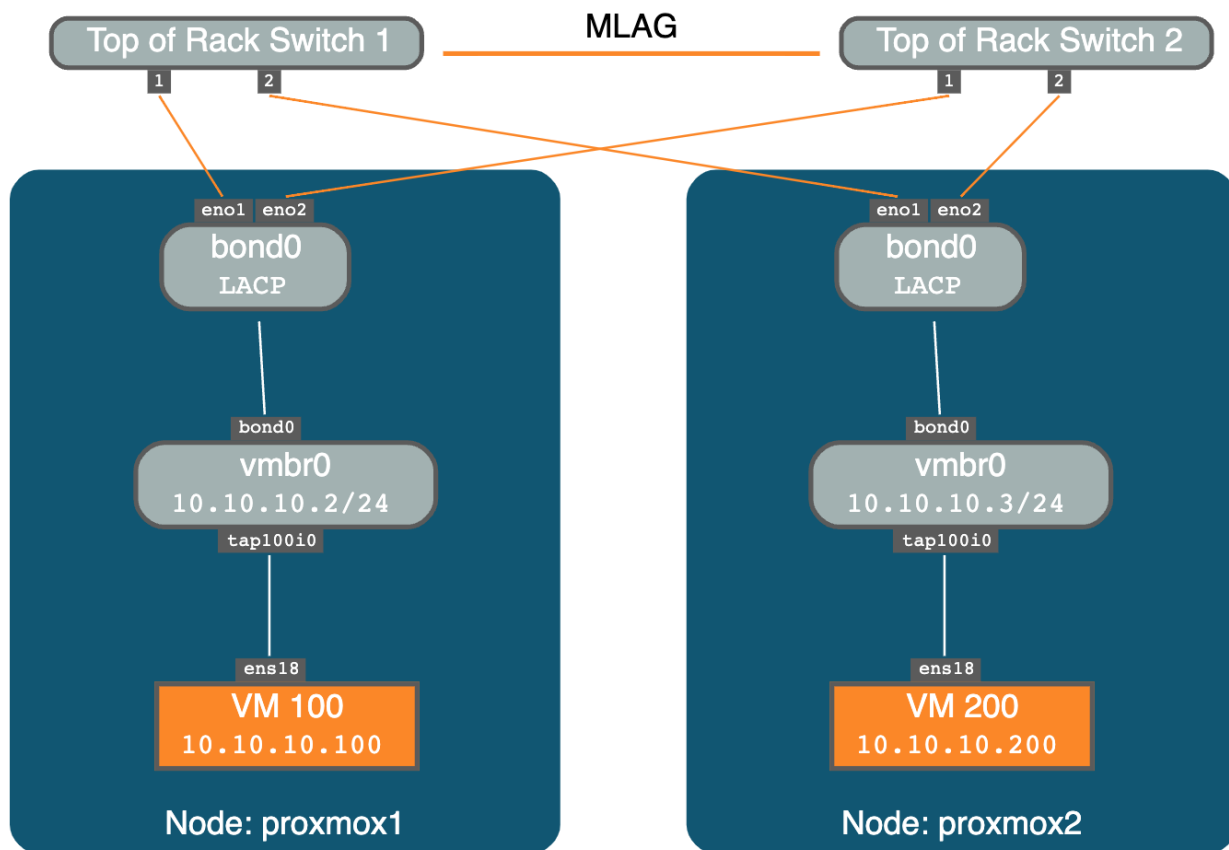 MLAG
Top of Rack Switch 1
Top of Rack Switch 2
1 2
1 2
eno1 eno2
bond0
LACP
bond0
vmbr0
10.10.10.2/24
tap100i0
ens18
VM 100
10.10.10.100
Node: proxmox1
eno1 eno2
bond0
LACP
bond0
vmbr0
10.10.10.3/24
tap100i0
ens18
VM 200
10.10.10.200
Node: proxmox2